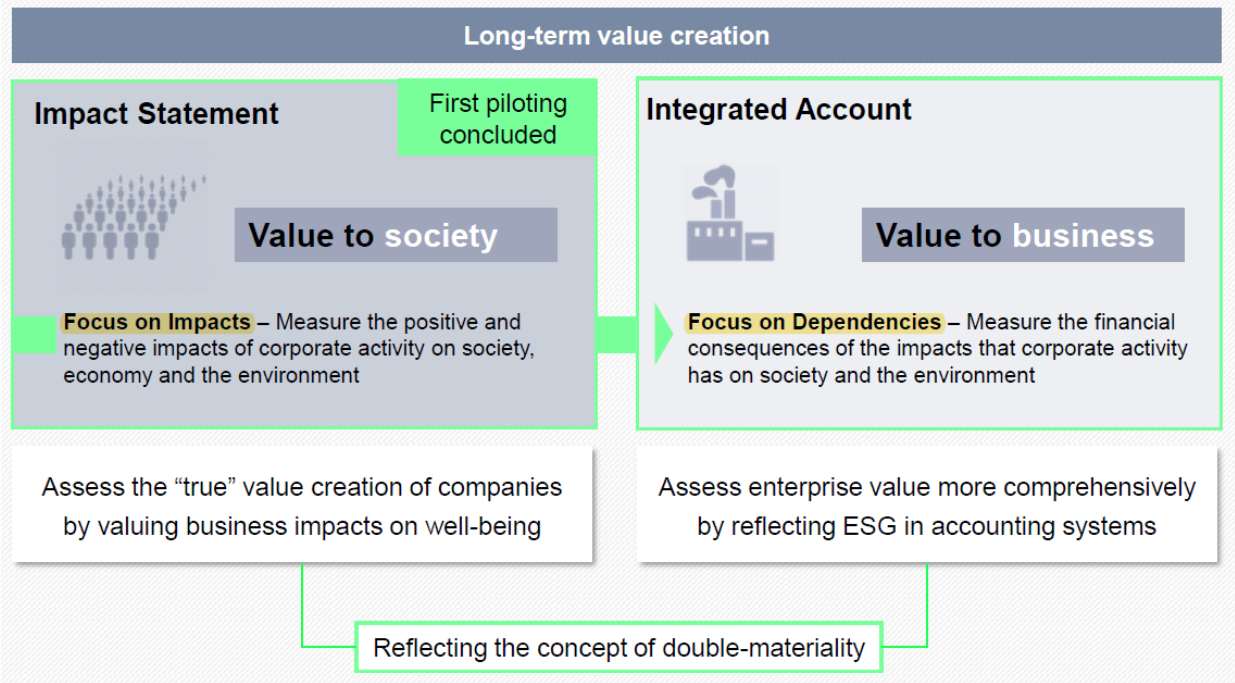 Long-term value creation
Impact Statement
First piloting
concluded
Value to society
Focus on Impacts – Measure the positive and
negative impacts of corporate activity on society,
economy and the environment
Assess the “true” value creation of companies
by valuing business impacts on well-being
Integrated Account
Value to business
Focus on Dependencies – Measure the financial
consequences of the impacts that corporate activity
has on society and the environment
Assess enterprise value more comprehensively
by reflecting ESG in accounting systems
Reflecting the concept of double-materiality